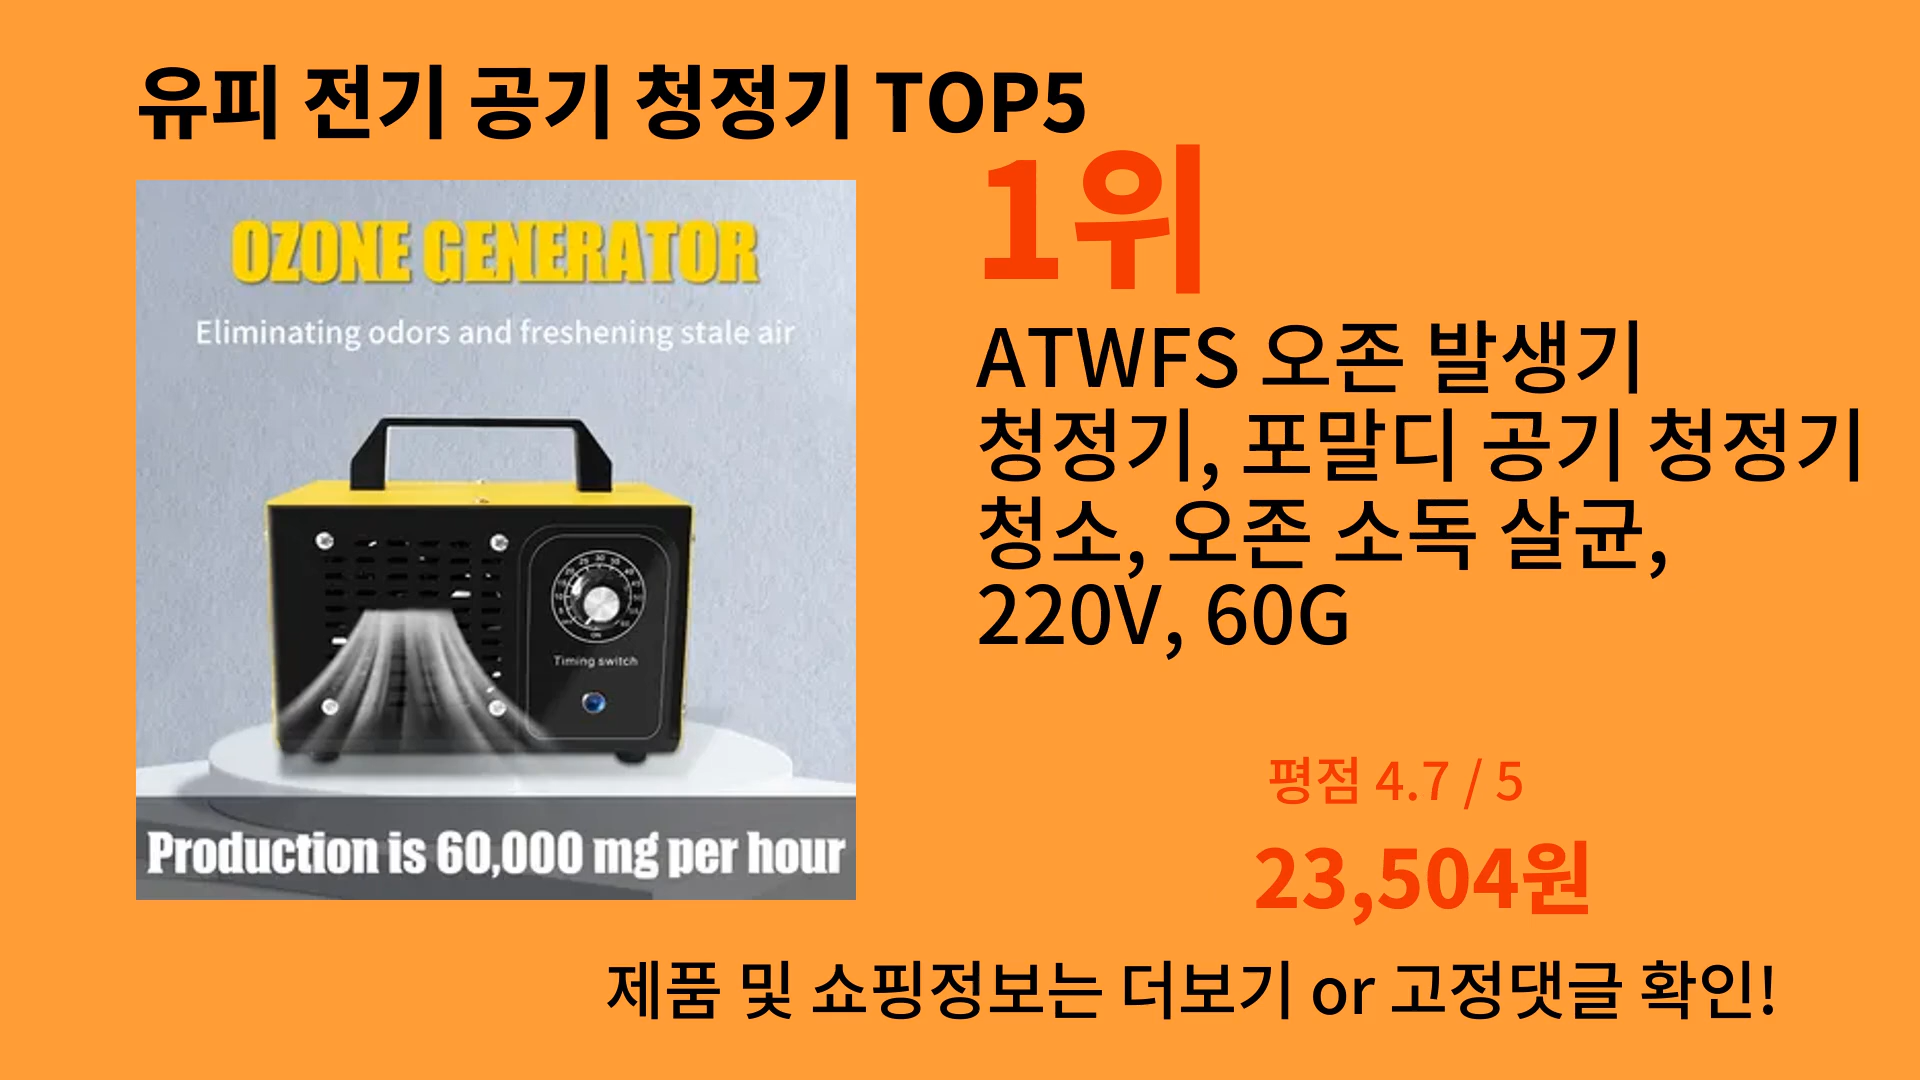 유피 전기 공기 청정기 TOP5
1위
OZONE GENERATOR
Eliminating odors and freshening stale air
ATWFS 오존 발생기
청정기, 포말디 공기 청정기
청소, 오존 소독 살균,
220V, 60G
Timing switch
ON
평점 4.7 / 5
Production is 60,000 mg per hour
23,504원
제품 및 쇼핑정보는 더보기 or 고정댓글 확인!